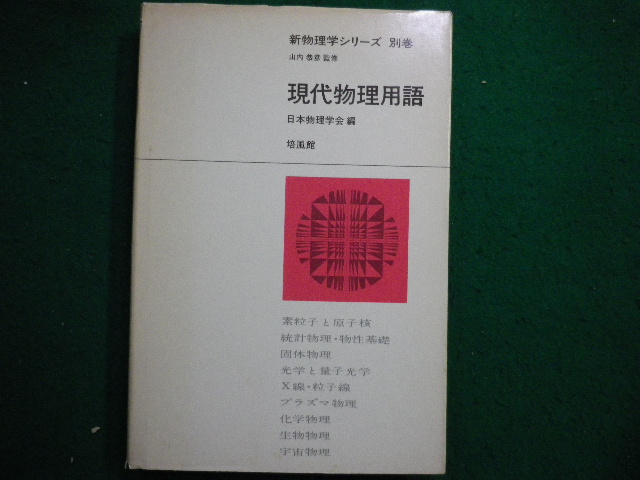 新物理学シリーズ 別巻
山内 恭彦 監修
現代物理用語
日本物理学会 編
培風館
素粒子と原子核
統計物理・物性基礎
固体物理
光学と量子光学
X線・粒子線
プラズマ物理
化学物理
生物物理
宇宙物理